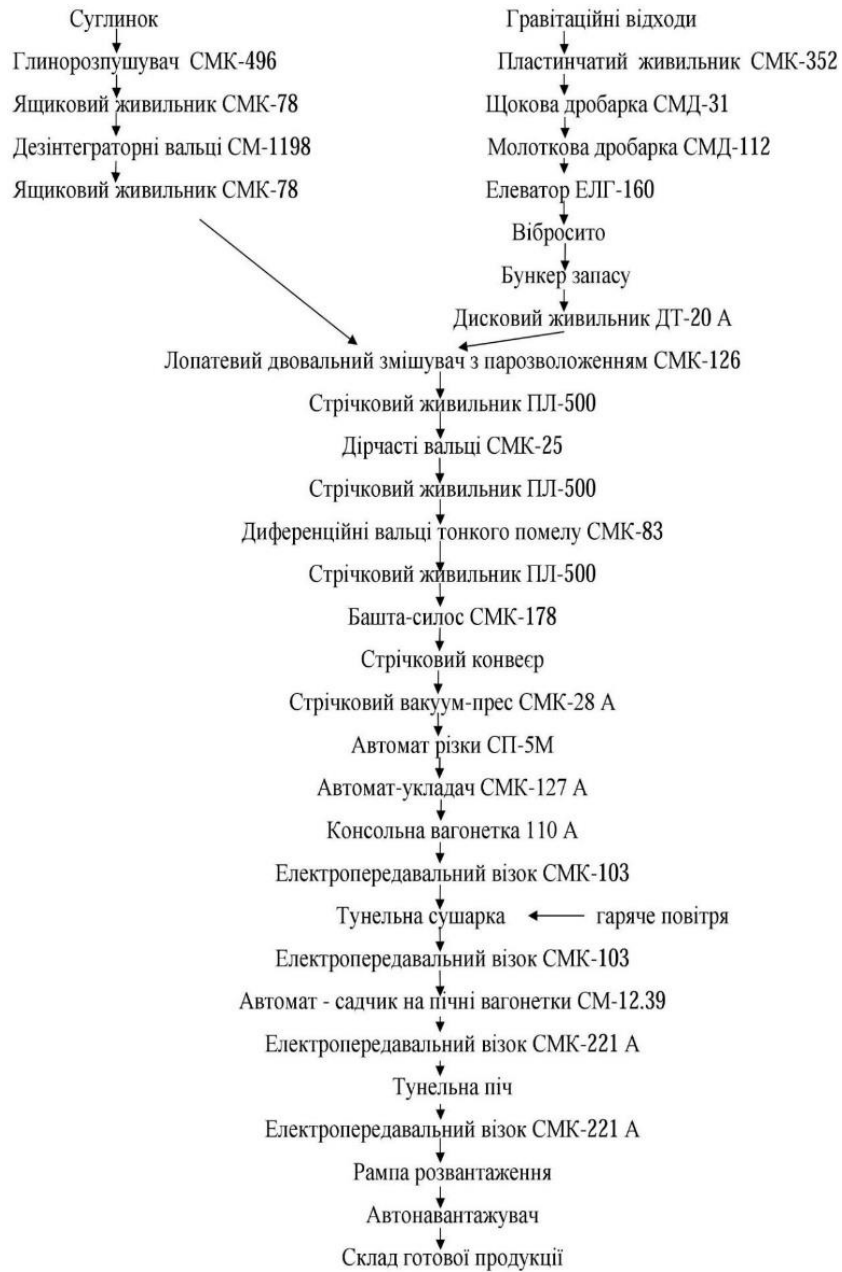 Суглинок
Глинорозпушувач СМК-496
Ящиковий живильник СМК-78
Дезінтеграторні вальці СМ-1198
Ящиковий живильник СМК-78
Гравітаційні відходи
Пластинчатий живильник СМК-352
Щокова дробарка СМД-31
Молоткова дробарка СМД-112
Елеватор ЕЛГ-160
Вібросито
Бункер запасу
Дисковий живильник ДТ-20 А
Лопатевий двовальний змішувач з парозволоженням СМК-126
Стрічковий живильник ПЛ-500
Дірчасті вальці СМК-25
Стрічковий живильник ПЛ-500
Диференційні вальці тонкого помелу СМК-83
Стрічковий живильник ПЛ-500
Башта-силос СМК-178
Стрічковий конвеєр
Стрічковий вакуум-прес СМК-28 А
Автомат різки СП-5М
Автомат-укладач СМК-127 А
Консольна вагонетка 110 А
Електропередавальний візок СМК-103
Тунельна сушарка
гаряче повітря
Електропередавальний візок СМК-103
Автомат - садчик на пічні вагонетки СМ-12.39
Електропередавальний візок СМК-221 А
Тунельна піч
Електропередавальний візок СМК-221 А
Рампа розвантаження
Автонавантажувач
Склад готової продукції